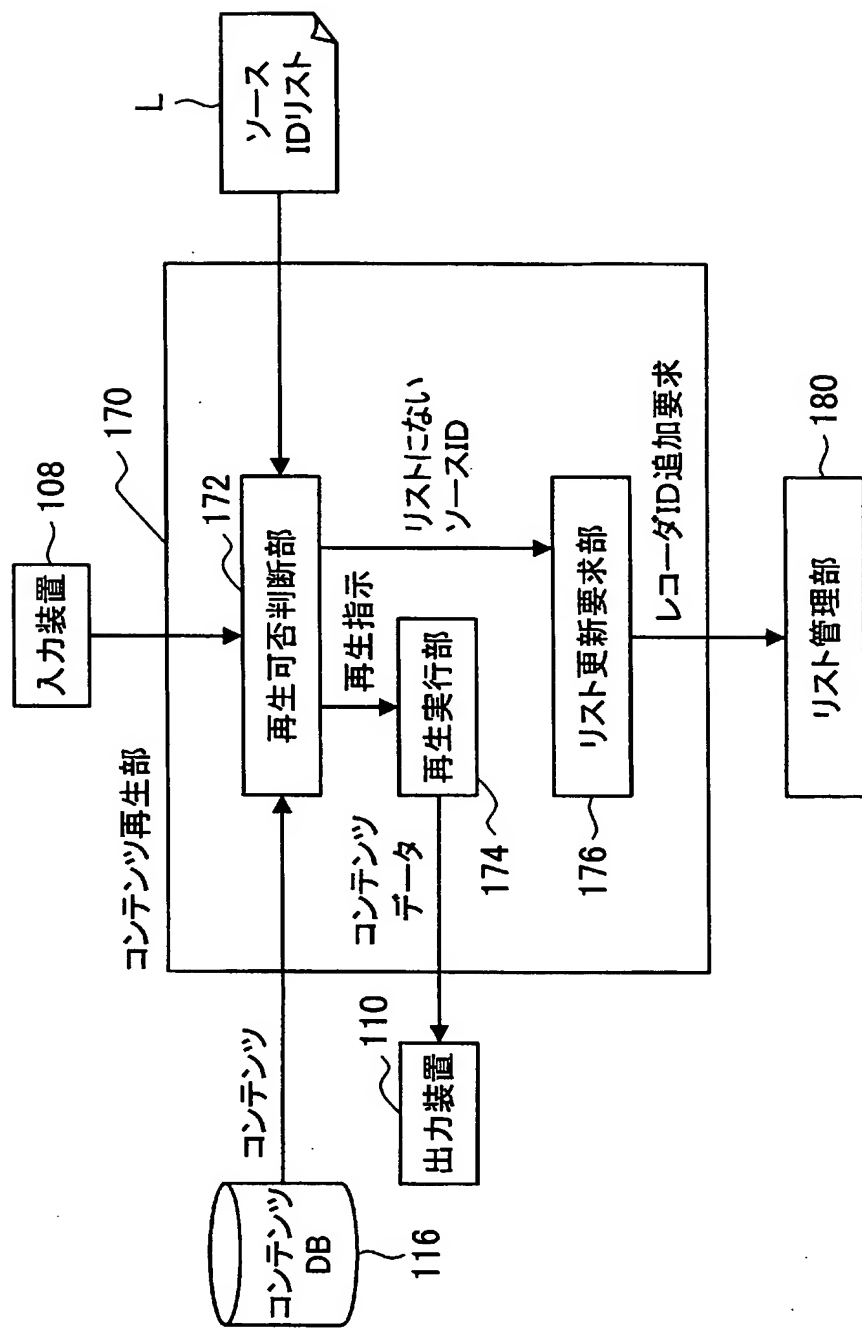 入力装置
108
コンテンツ再生部
170
L
ソース
IDリスト
コンテンツ
コンテンツ
DB
116
172
再生可否判断部
再生指示
リストにない
ソースID
コンテンツ
データ
再生実行部
174
出力装置
110
リスト更新要求部
176
レコーダID追加要求
リスト管理部
180